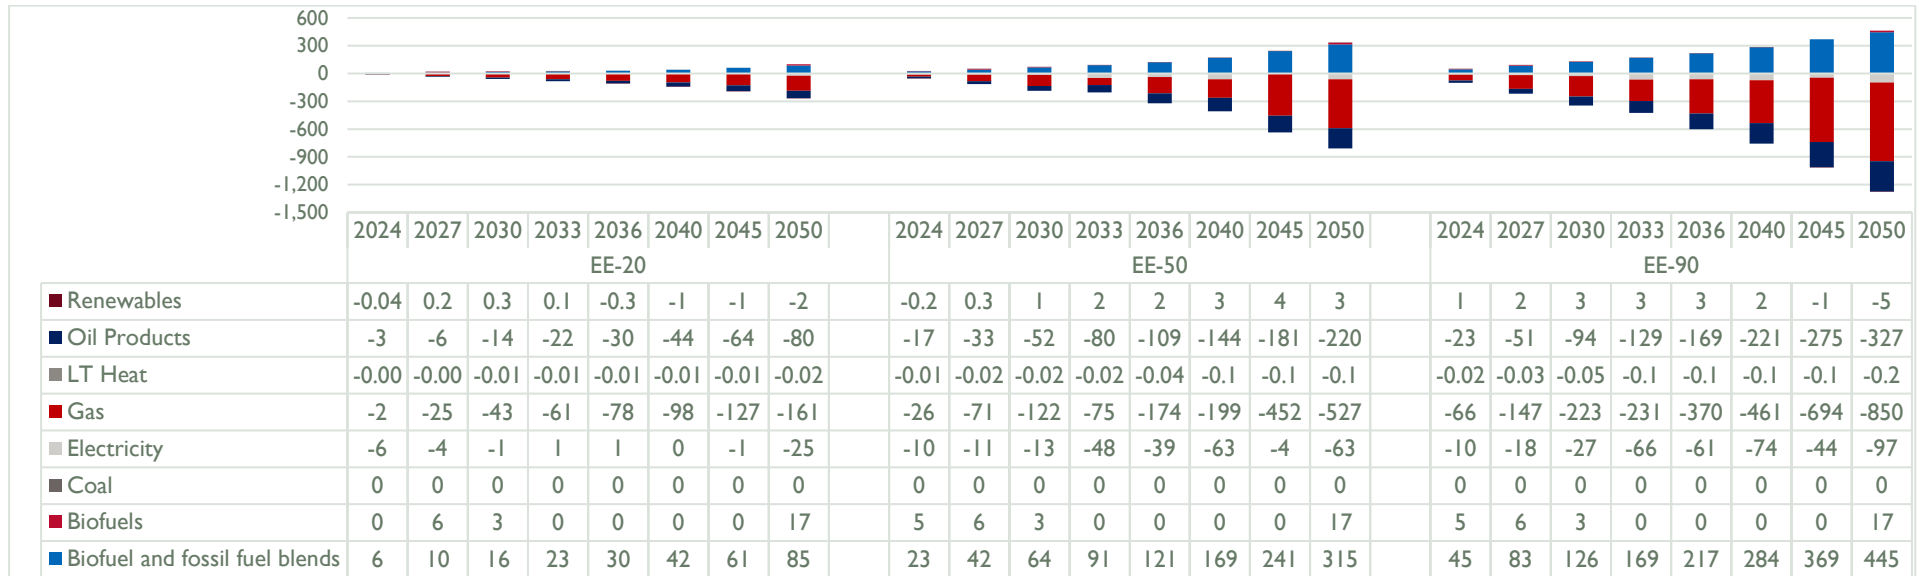 600
300
0
-300
-600
-900
-1,200
-1,500
2024 2027 2030 2033 2036 2040 2045 2050 2024 2027 2030 2033 2036 2040 2045 2050 2024 2027 2030 2033 2036 2040 2045 2050
EE-20 EE-50 EE-90
Renewables -0.04 0.2 0.3 0.1 -0.3 -1 -1 -2 -0.2 0.3 1 2 2 3 4 3 1 2 3 3 3 2 -1 -5
Oil Products -3 -6 -14 -22 -30 -44 -64 -80 -17 -33 -52 -80 -109 -144 -181 -220 -23 -51 -94 -129 -169 -221 -275 -327
LT Heat -0.00 -0.00 -0.01 -0.01 -0.01 -0.01 -0.01 -0.02 -0.01 -0.02 -0.02 -0.02 -0.04 -0.1 -0.1 -0.1 -0.02 -0.03 -0.05 -0.1 -0.1 -0.1 -0.1 -0.2
Gas -2 -25 -43 -61 -78 -98 -127 -161 -26 -71 -122 -75 -174 -199 -452 -527 -66 -147 -223 -231 -370 -461 -694 -850
Electricity -6 -4 -1 1 1 0 -1 -25 -10 -11 -13 -48 -39 -63 -4 -63 -10 -18 -27 -66 -61 -74 -44 -97
Coal 0 0 0 0 0 0 0 0 0 0 0 0 0 0 0 0 0 0 0 0 0 0 0 0
Biofuels 0 6 3 0 0 0 0 17 5 6 3 0 0 0 0 17 5 6 3 0 0 0 0 17
Biofuel and fossil fuel blends 6 10 16 23 30 42 61 85 23 42 64 91 121 169 241 315 45 83 126 169 217 284 369 445